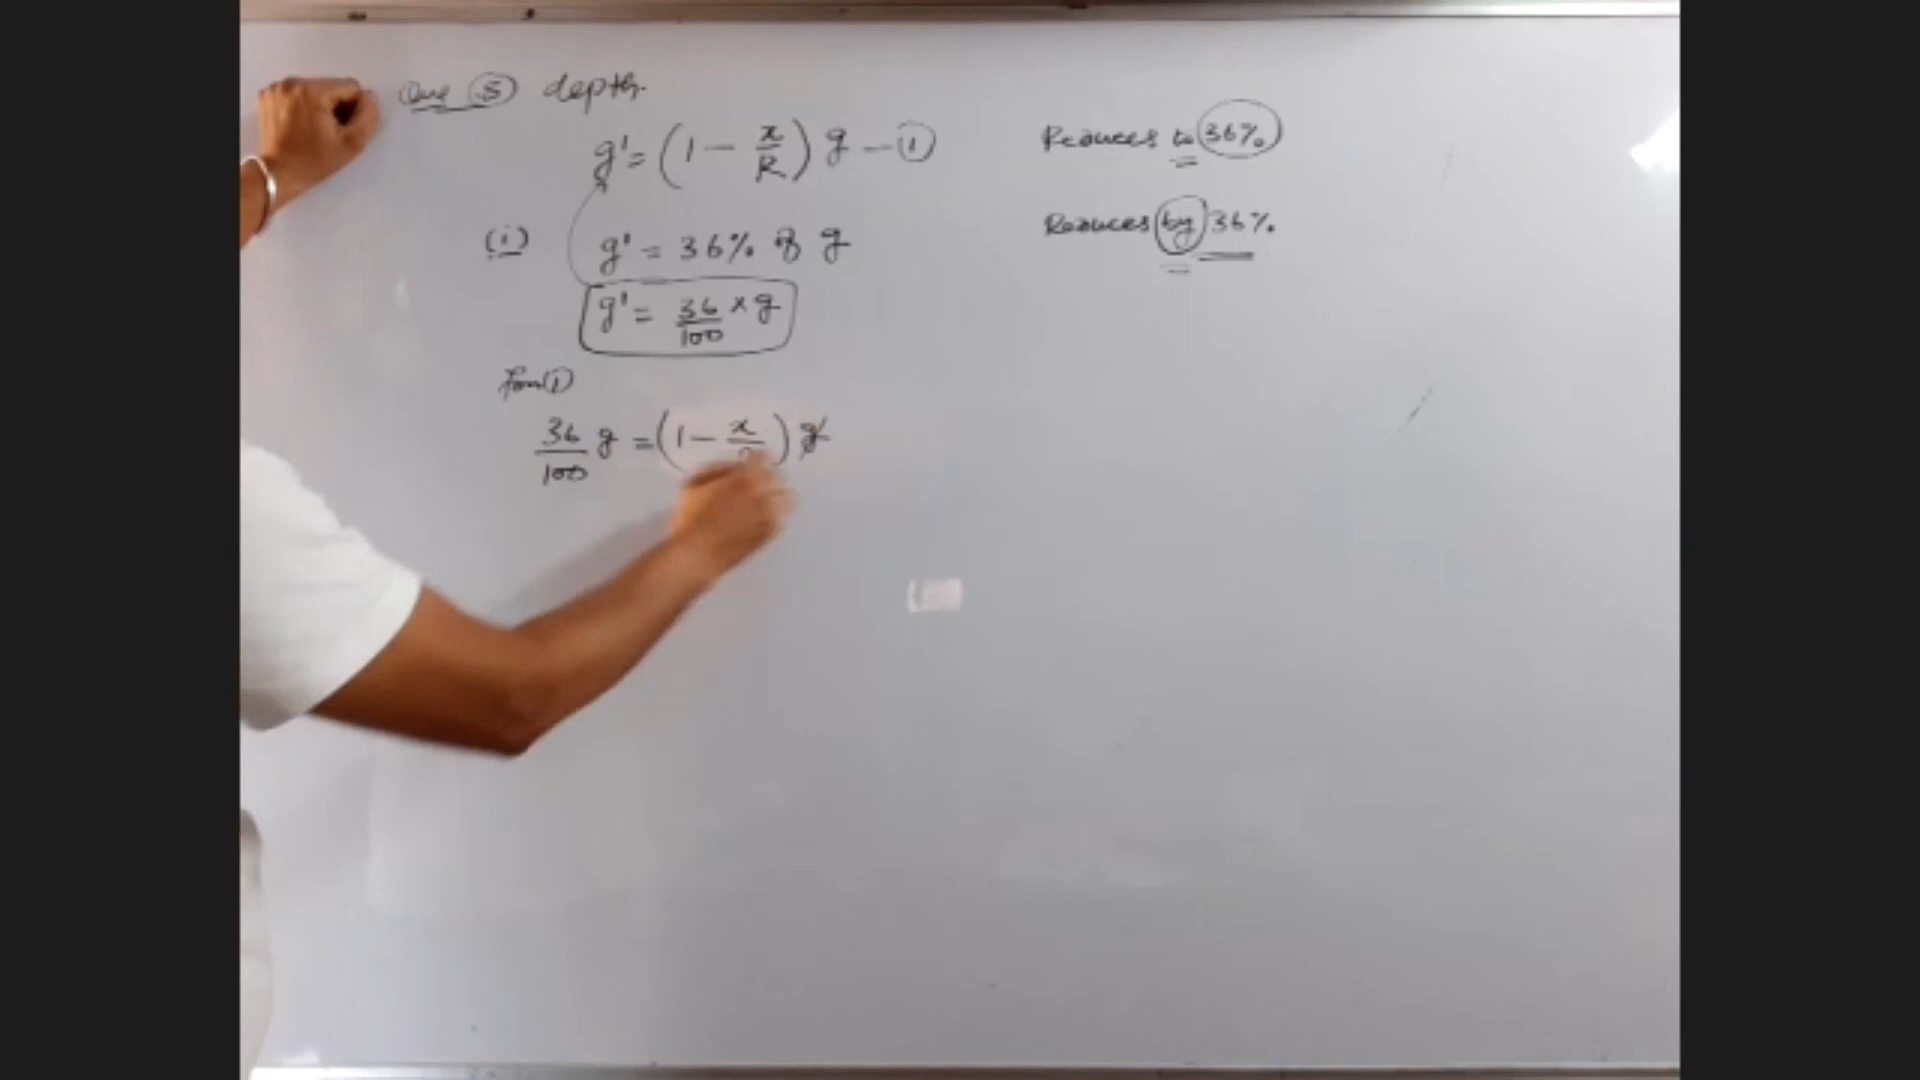 Que 5 depth.
g' = (1 - x/R) g - ①
(i) g' = 36% of g
g' = 36/100 × g
From ①
36/100 g = (1 - x/) g
Reduces to 36%
Reduces by 36%.